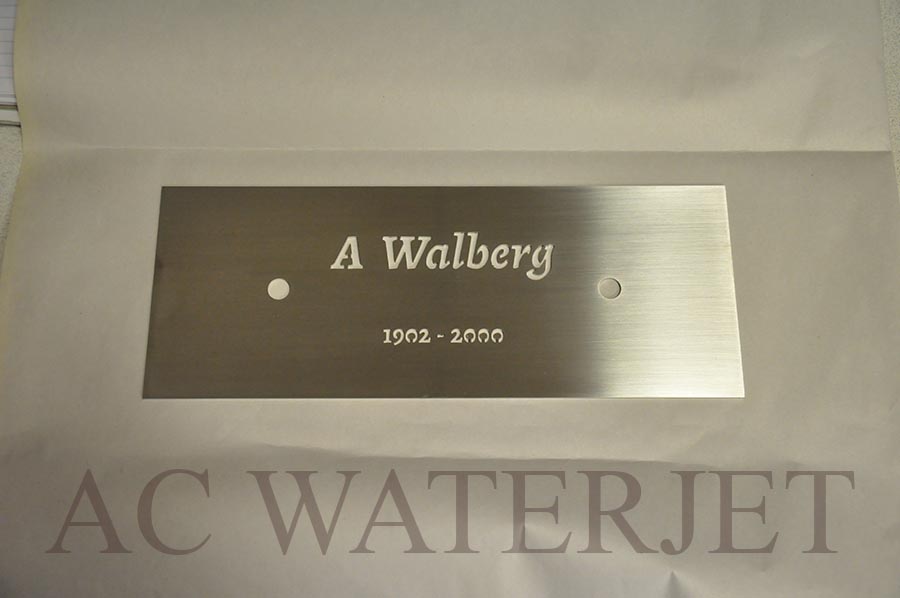 A Walberg
1902 - 2000
AC WATERJET